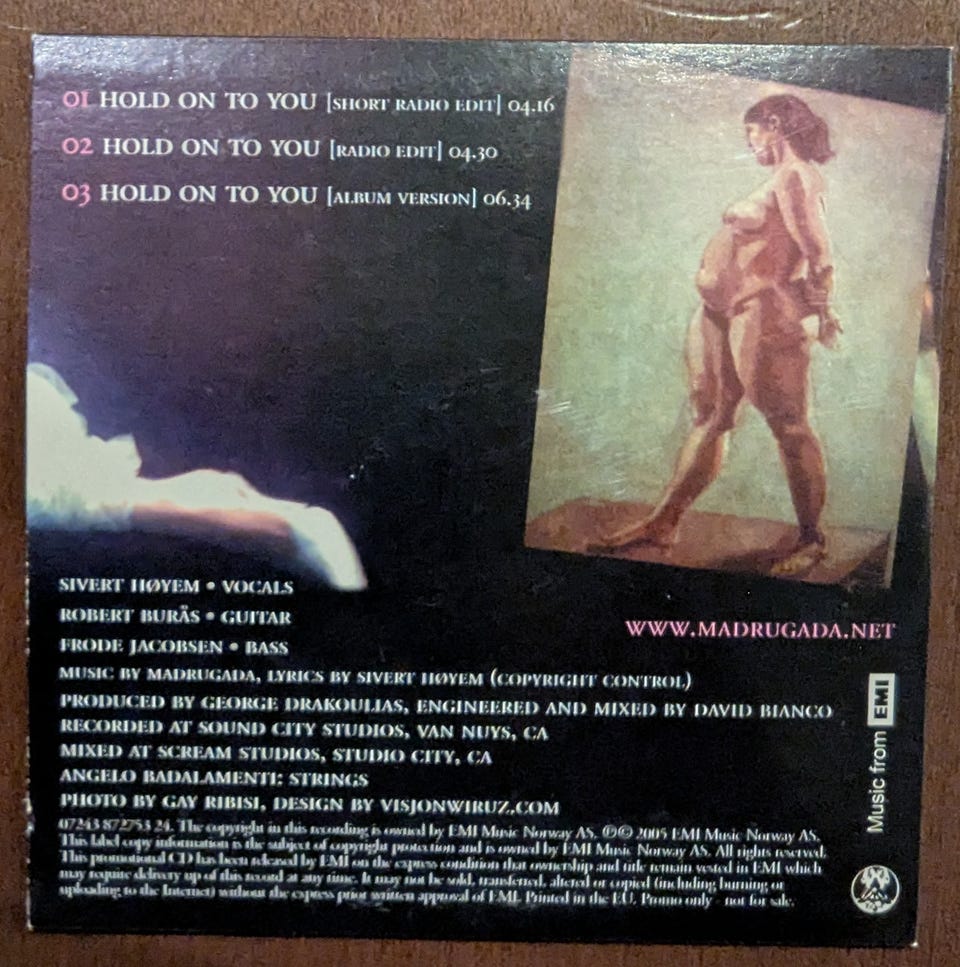 01 HOLD ON TO YOU [SHORT RADIO EDIT] 04.16
02 HOLD ON TO YOU [RADIO EDIT] 04.30
03 HOLD ON TO YOU [ALBUM VERSION] 06.34
SIVERT HØYEM • VOCALS
ROBERT BURÅS • GUITAR
FRODE JACOBSEN • BASS
WWW.MADRUGADA.NET
MUSIC BY MADRUGADA, LYRICS BY SIVERT HØYEM (COPYRIGHT CONTROL)
PRODUCED BY GEORGE DRAKOULIAS, ENGINEERED AND MIXED BY DAVID BIANCO
RECORDED AT SOUND CITY STUDIOS, VAN NUYS, CA
MIXED AT SCREAM STUDIOS, STUDIO CITY, CA
ANGELO BADALAMENTI: STRINGS
PHOTO BY GAY RIBISI, DESIGN BY VISJONWIRUZ.COM
07243 872753 24. The copyright in this recording is owned by EMI Music Norway AS. ℗© 2005 EMI Music Norway AS.
This label copy information is the subject of copyright protection and is owned by EMI Music Norway AS. All rights reserved.
This promotional CD has been released by EMI on the express condition that ownership and title remain vested in EMI which
may require delivery up of this record at any time. It may not be sold, transferred, altered or copied (including burning or
uploading to the Internet) without the express prior written approval of EMI. Printed in the EU. Promo only - not for sale.
Music from EMI